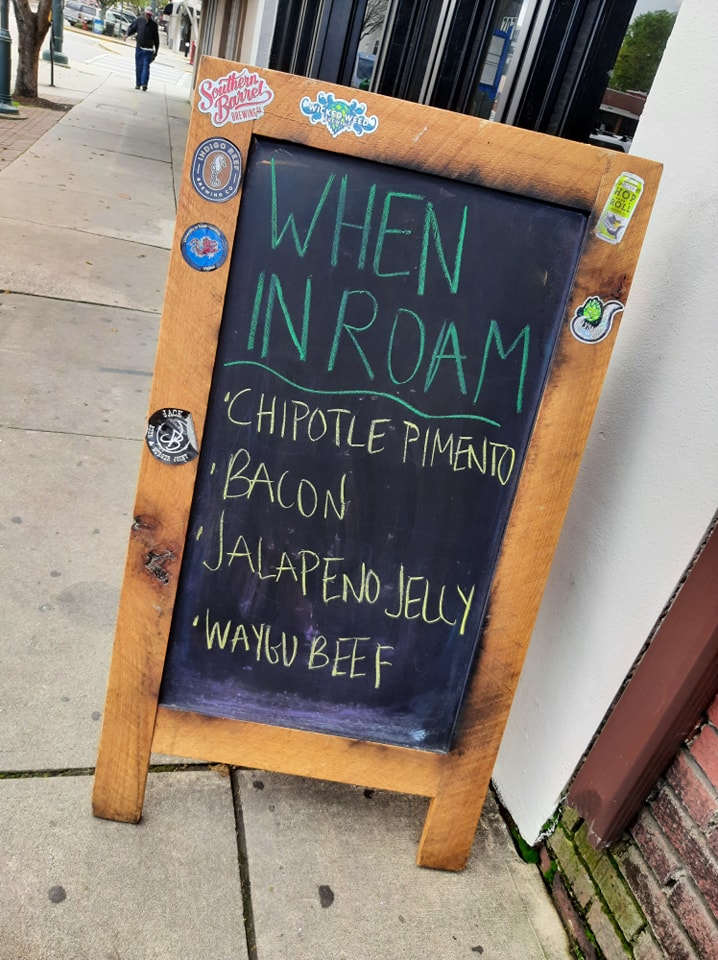 Southern
Barrel
BREWING Co.
WICKED WEED
INDIGO REEF
BREWING CO
HOP
ROLL
JACK
WHEN
IN ROAM
·CHIPOTLE PIMENTO
·BACON
·JALAPENO JELLY
·WAYGU BEEF